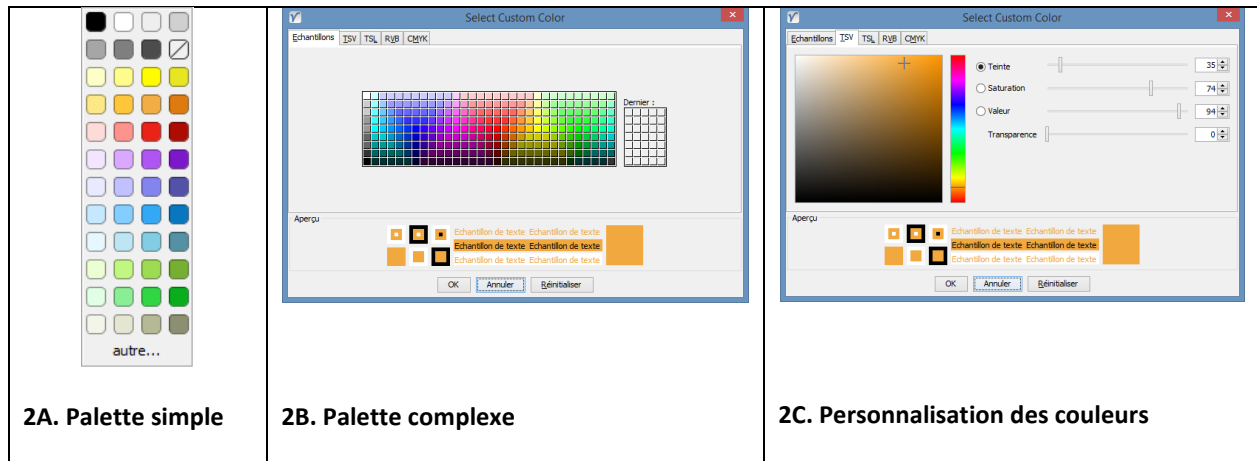 autre...
2A. Palette simple
Select Custom Color
Echantillons TSV TSL RVB CMYK
Dernier :
Aperçu
Echantillon de texte Echantillon de texte
Echantillon de texte Echantillon de texte
Echantillon de texte Echantillon de texte
OK Annuler Réinitialiser
2B. Palette complexe
Select Custom Color
Echantillons TSV TSL RVB CMYK
Teinte 35
Saturation 74
Valeur 94
Transparence 0
Aperçu
Echantillon de texte Echantillon de texte
Echantillon de texte Echantillon de texte
Echantillon de texte Echantillon de texte
OK Annuler Réinitialiser
2C. Personnalisation des couleurs